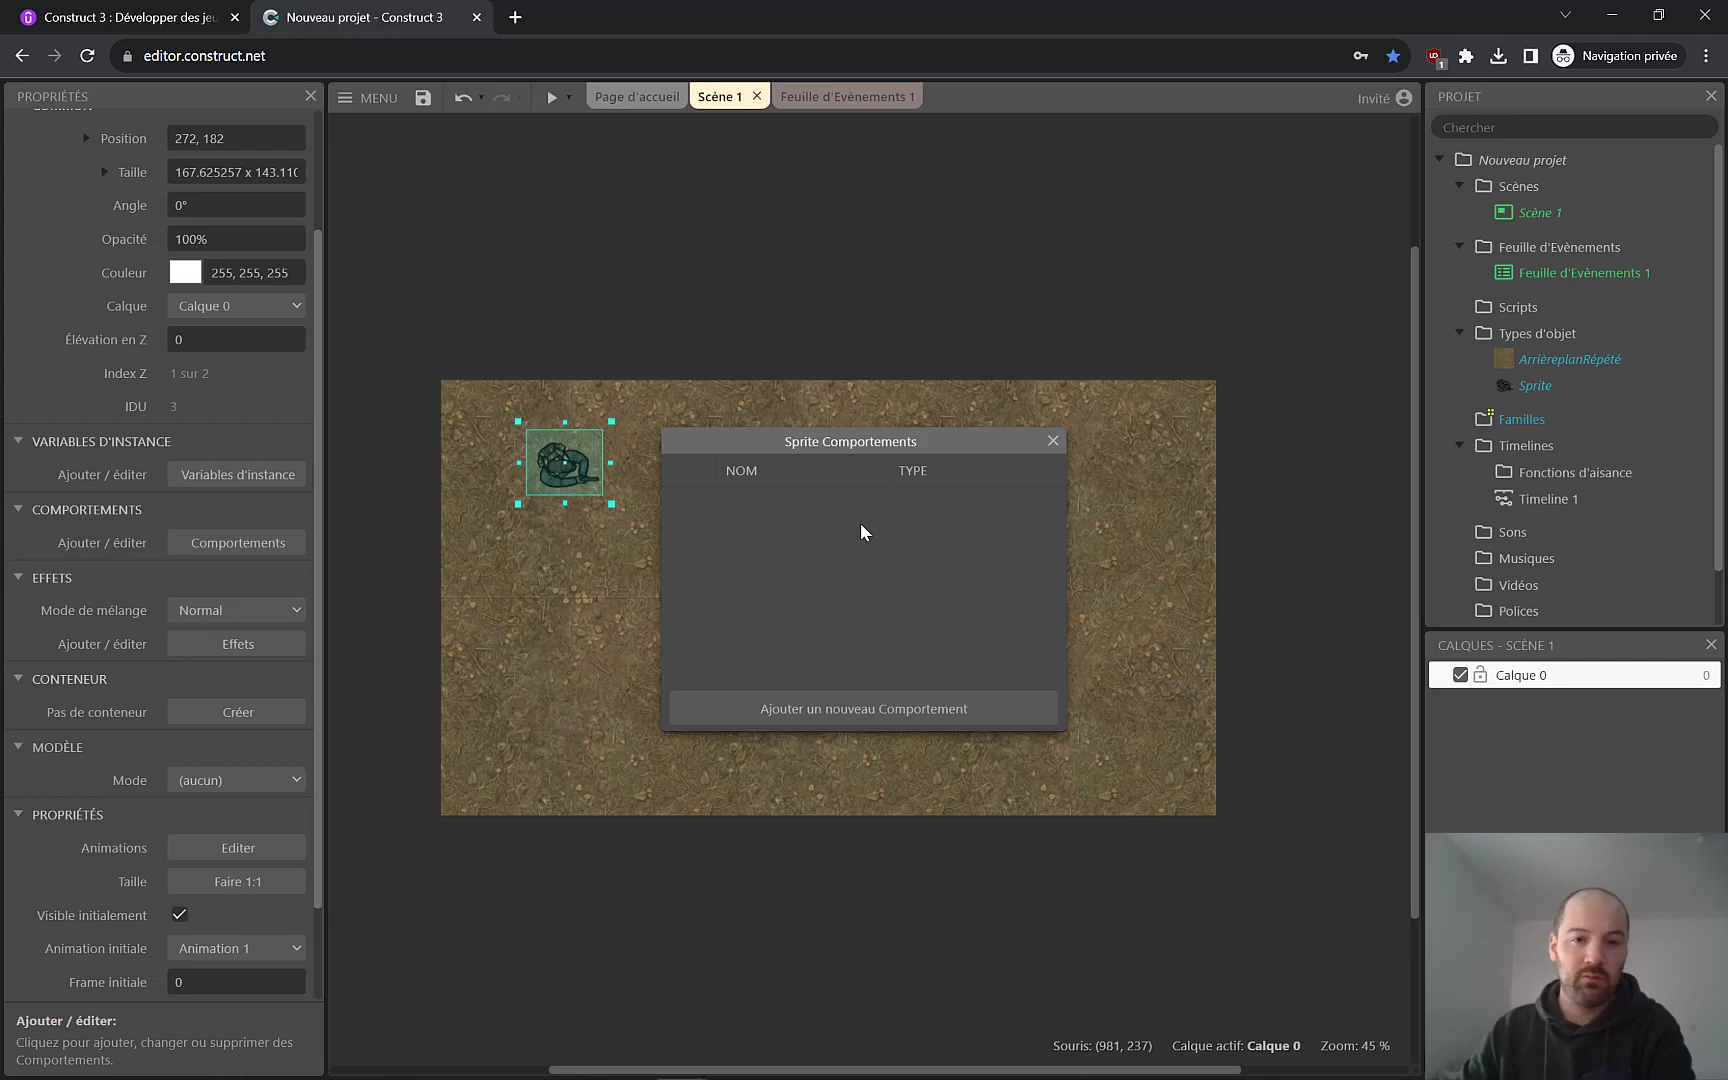 Construct 3 : Développer des jeu
Nouveau projet - Construct 3
editor.construct.net
1
Navigation privée
PROPRIÉTÉS
Position 272, 182
Taille 167.625257 x 143.110
Angle 0°
Opacité 100%
Couleur 255, 255, 255
Calque Calque 0
Élévation en Z 0
Index Z 1 sur 2
IDU 3
VARIABLES D'INSTANCE
Ajouter / éditer Variables d'instance
COMPORTEMENTS
Ajouter / éditer Comportements
EFFETS
Mode de mélange Normal
Ajouter / éditer Effets
CONTENEUR
Pas de conteneur Créer
MODÈLE
Mode (aucun)
PROPRIÉTÉS
Animations Editer
Taille Faire 1:1
Visible initialement
Animation initiale Animation 1
Frame initiale 0
Ajouter / éditer:
Cliquez pour ajouter, changer ou supprimer des
Comportements.
MENU
Page d'accueil
Scène 1
Feuille d'Evènements 1
Invité
Sprite Comportements
NOM TYPE
Ajouter un nouveau Comportement
Souris: (981, 237) Calque actif: Calque 0 Zoom: 45 %
PROJET
Chercher
Nouveau projet
Scènes
Scène 1
Feuille d'Evènements
Feuille d'Evènements 1
Scripts
Types d'objet
ArrièreplanRépété
Sprite
Familles
Timelines
Fonctions d'aisance
Timeline 1
Sons
Musiques
Vidéos
Polices
CALQUES - SCÈNE 1
Calque 0 0